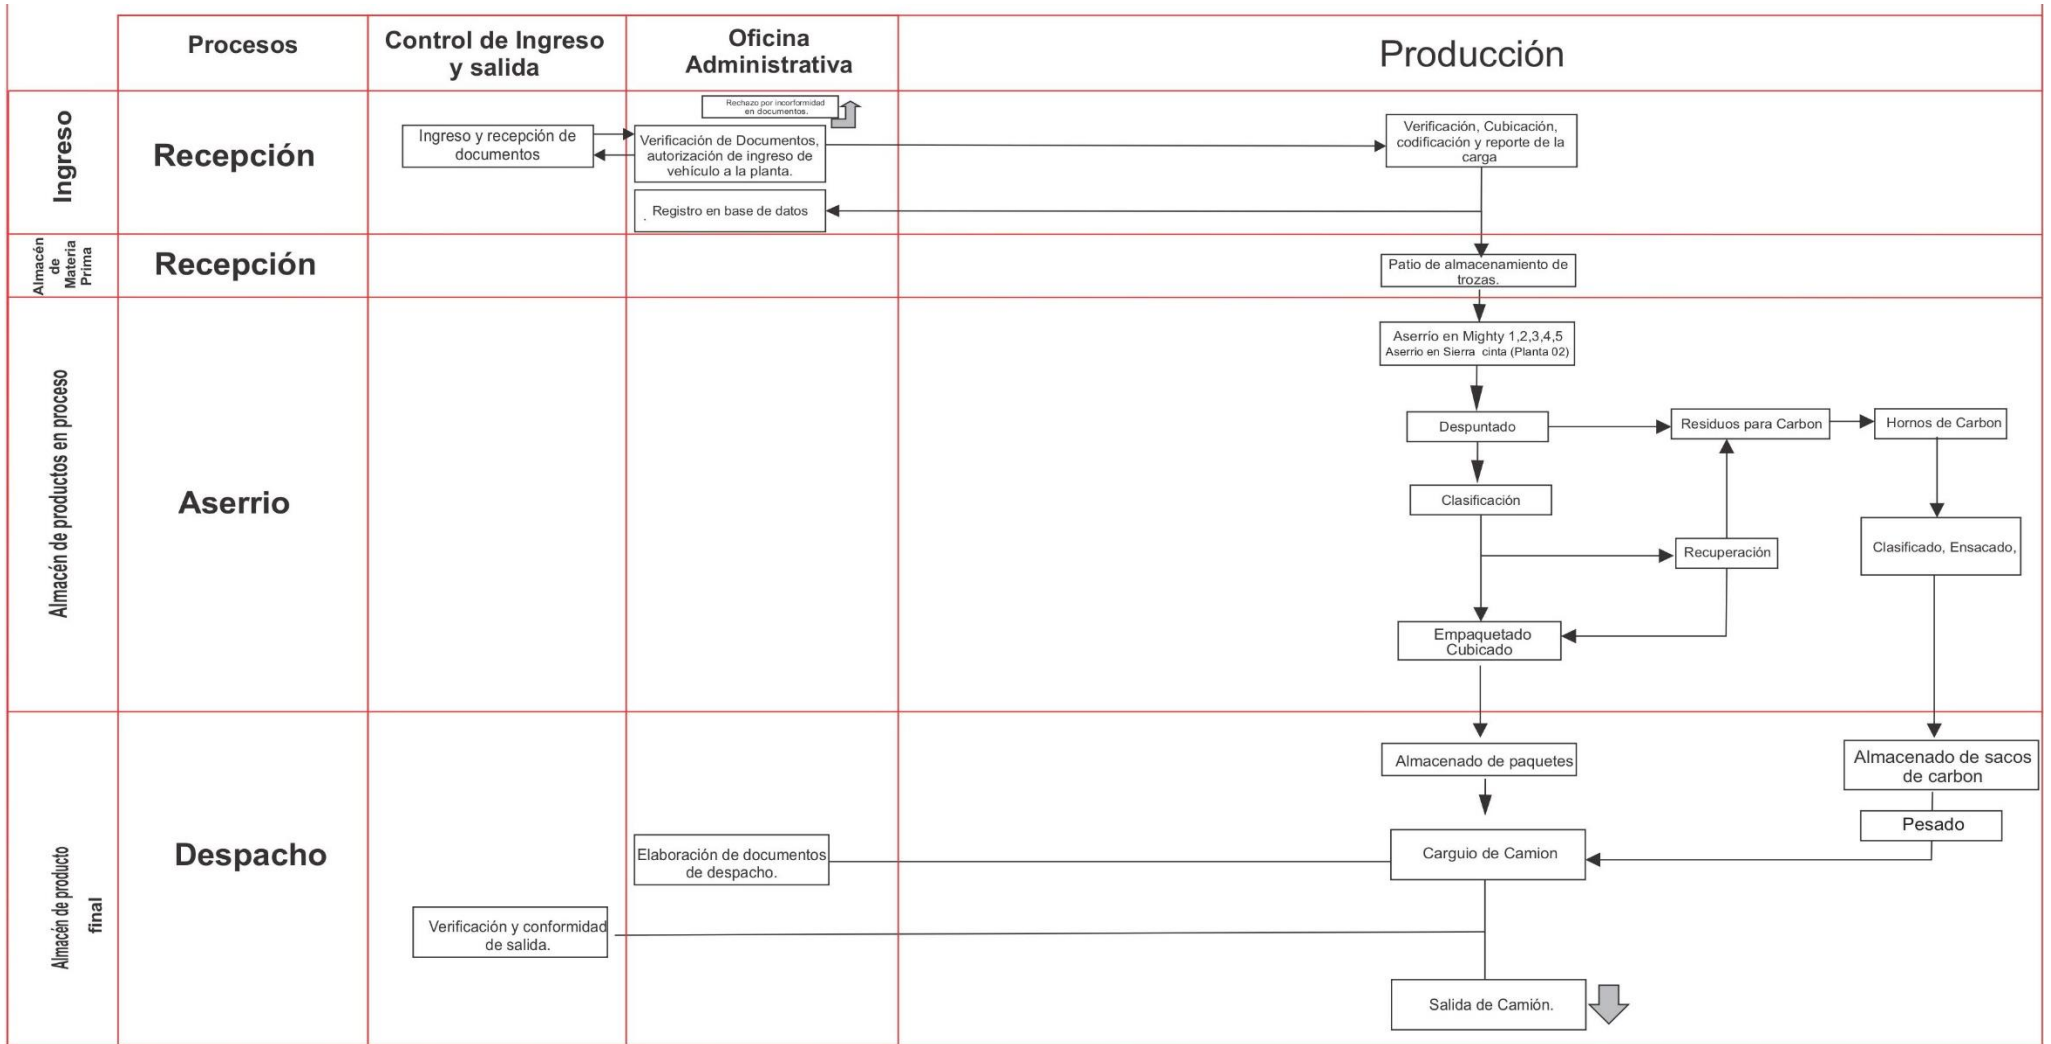 Procesos
Control de Ingreso
y salida
Oficina
Administrativa
Producción
Ingreso
Recepción
Ingreso y recepción de
documentos
Rechazo por incorformidad
en documentos.
Verificación de Documentos,
autorización de ingreso de
vehículo a la planta.
Registro en base de datos
.
Verificación, Cubicación,
codificación y reporte de la
carga
Almacén
de
Materia
Prima
Recepción
Patio de almacenamiento de
trozas.
Almacén de productos en proceso
Aserrio
Aserrío en Mighty 1,2,3,4,5
Aserrio en Sierra cinta (Planta 02)
Despuntado
Residuos para Carbon
Hornos de Carbon
Clasificación
Recuperación
Clasificado, Ensacado,
Empaquetado
Cubicado
Almacén de producto
final
Despacho
Almacenado de paquetes
Almacenado de sacos
de carbon
Pesado
Elaboración de documentos
de despacho.
Carguio de Camion
Verificación y conformidad
de salida.
Salida de Camión.